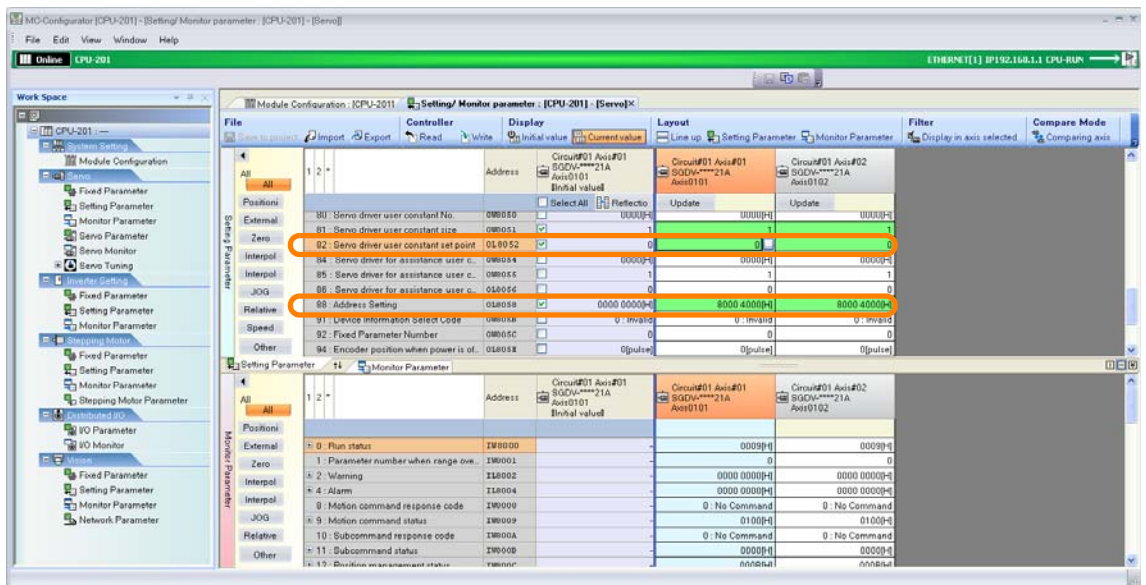 MC-Configurator [CPU-201] - [Setting/ Monitor parameter : [CPU-201] - [Servo]]
File Edit View Window Help
Online CPU-201 ETHERNET[1] IP192.168.1.1 CPU-RUN
Work Space
Module Configuration : [CPU-201] Setting/ Monitor parameter : [CPU-201] - [Servo]
File Controller Display Layout Filter Compare Mode
Save to project Import Export Read Write Initial value Current value Line up Setting Parameter Monitor Parameter Display in axis selected Comparing axis
CPU-201 : ---
System Setting
Module Configuration
Servo
Fixed Parameter
Setting Parameter
Monitor Parameter
Servo Parameter
Servo Monitor
Servo Tuning
Inverter Setting
Fixed Parameter
Setting Parameter
Monitor Parameter
Stepping Motor
Fixed Parameter
Setting Parameter
Monitor Parameter
Stepping Motor Parameter
Distributed I/O
I/O Parameter
I/O Monitor
Vision
Fixed Parameter
Setting Parameter
Monitor Parameter
Network Parameter
Setting Parameter
All
All
Positioni
External
Zero
Interpol
Interpol
JOG
Relative
Speed
Other
1 2 Address Circuit#01 Axis#01 SGDV-****21A Axis0101 [Initial value] Circuit#01 Axis#01 SGDV-****21A Axis0101 Circuit#01 Axis#02 SGDV-****21A Axis0102
Select All Reflectio Update Update
80 : Servo driver user constant No. OW8050 0000[H] 0000[H] 0000[H]
81 : Servo driver user constant size OW8051 1 1 1
82 : Servo driver user constant set point OL8052 0 0 0
84 : Servo driver for assistance user c.. OW8054 0000[H] 0000[H] 0000[H]
85 : Servo driver for assistance user c.. OW8055 1 1 1
86 : Servo driver for assistance user c.. OL8056 0 0 0
88 : Address Setting OL8058 0000 0000[H] 8000 4000[H] 8000 4000[H]
91 : Device Information Select Code OW805B 0 : Invalid 0 : Invalid 0 : Invalid
92 : Fixed Parameter Number OW805C 0 0 0
94 : Encoder position when power is of.. OL805E 0[pulse] 0[pulse] 0[pulse]
Setting Parameter Monitor Parameter
Monitor Parameter
All
All
Positioni
External
Zero
Interpol
Interpol
JOG
Relative
Other
1 2 Address Circuit#01 Axis#01 SGDV-****21A Axis0101 [Initial value] Circuit#01 Axis#01 SGDV-****21A Axis0101 Circuit#01 Axis#02 SGDV-****21A Axis0102
0 : Run status IW8000 - 0009[H] 0009[H]
1 : Parameter number when range ove.. IW8001 - 0 0
2 : Warning IL8002 - 0000 0000[H] 0000 0000[H]
4 : Alarm IL8004 - 0000 0000[H] 0000 0000[H]
8 : Motion command response code IW8008 - 0 : No Command 0 : No Command
9 : Motion command status IW8009 - 0100[H] 0100[H]
10 : Subcommand response code IW800A - 0 : No Command 0 : No Command
11 : Subcommand status IW800B - 0000[H] 0000[H]
12 : Position management status IW800C